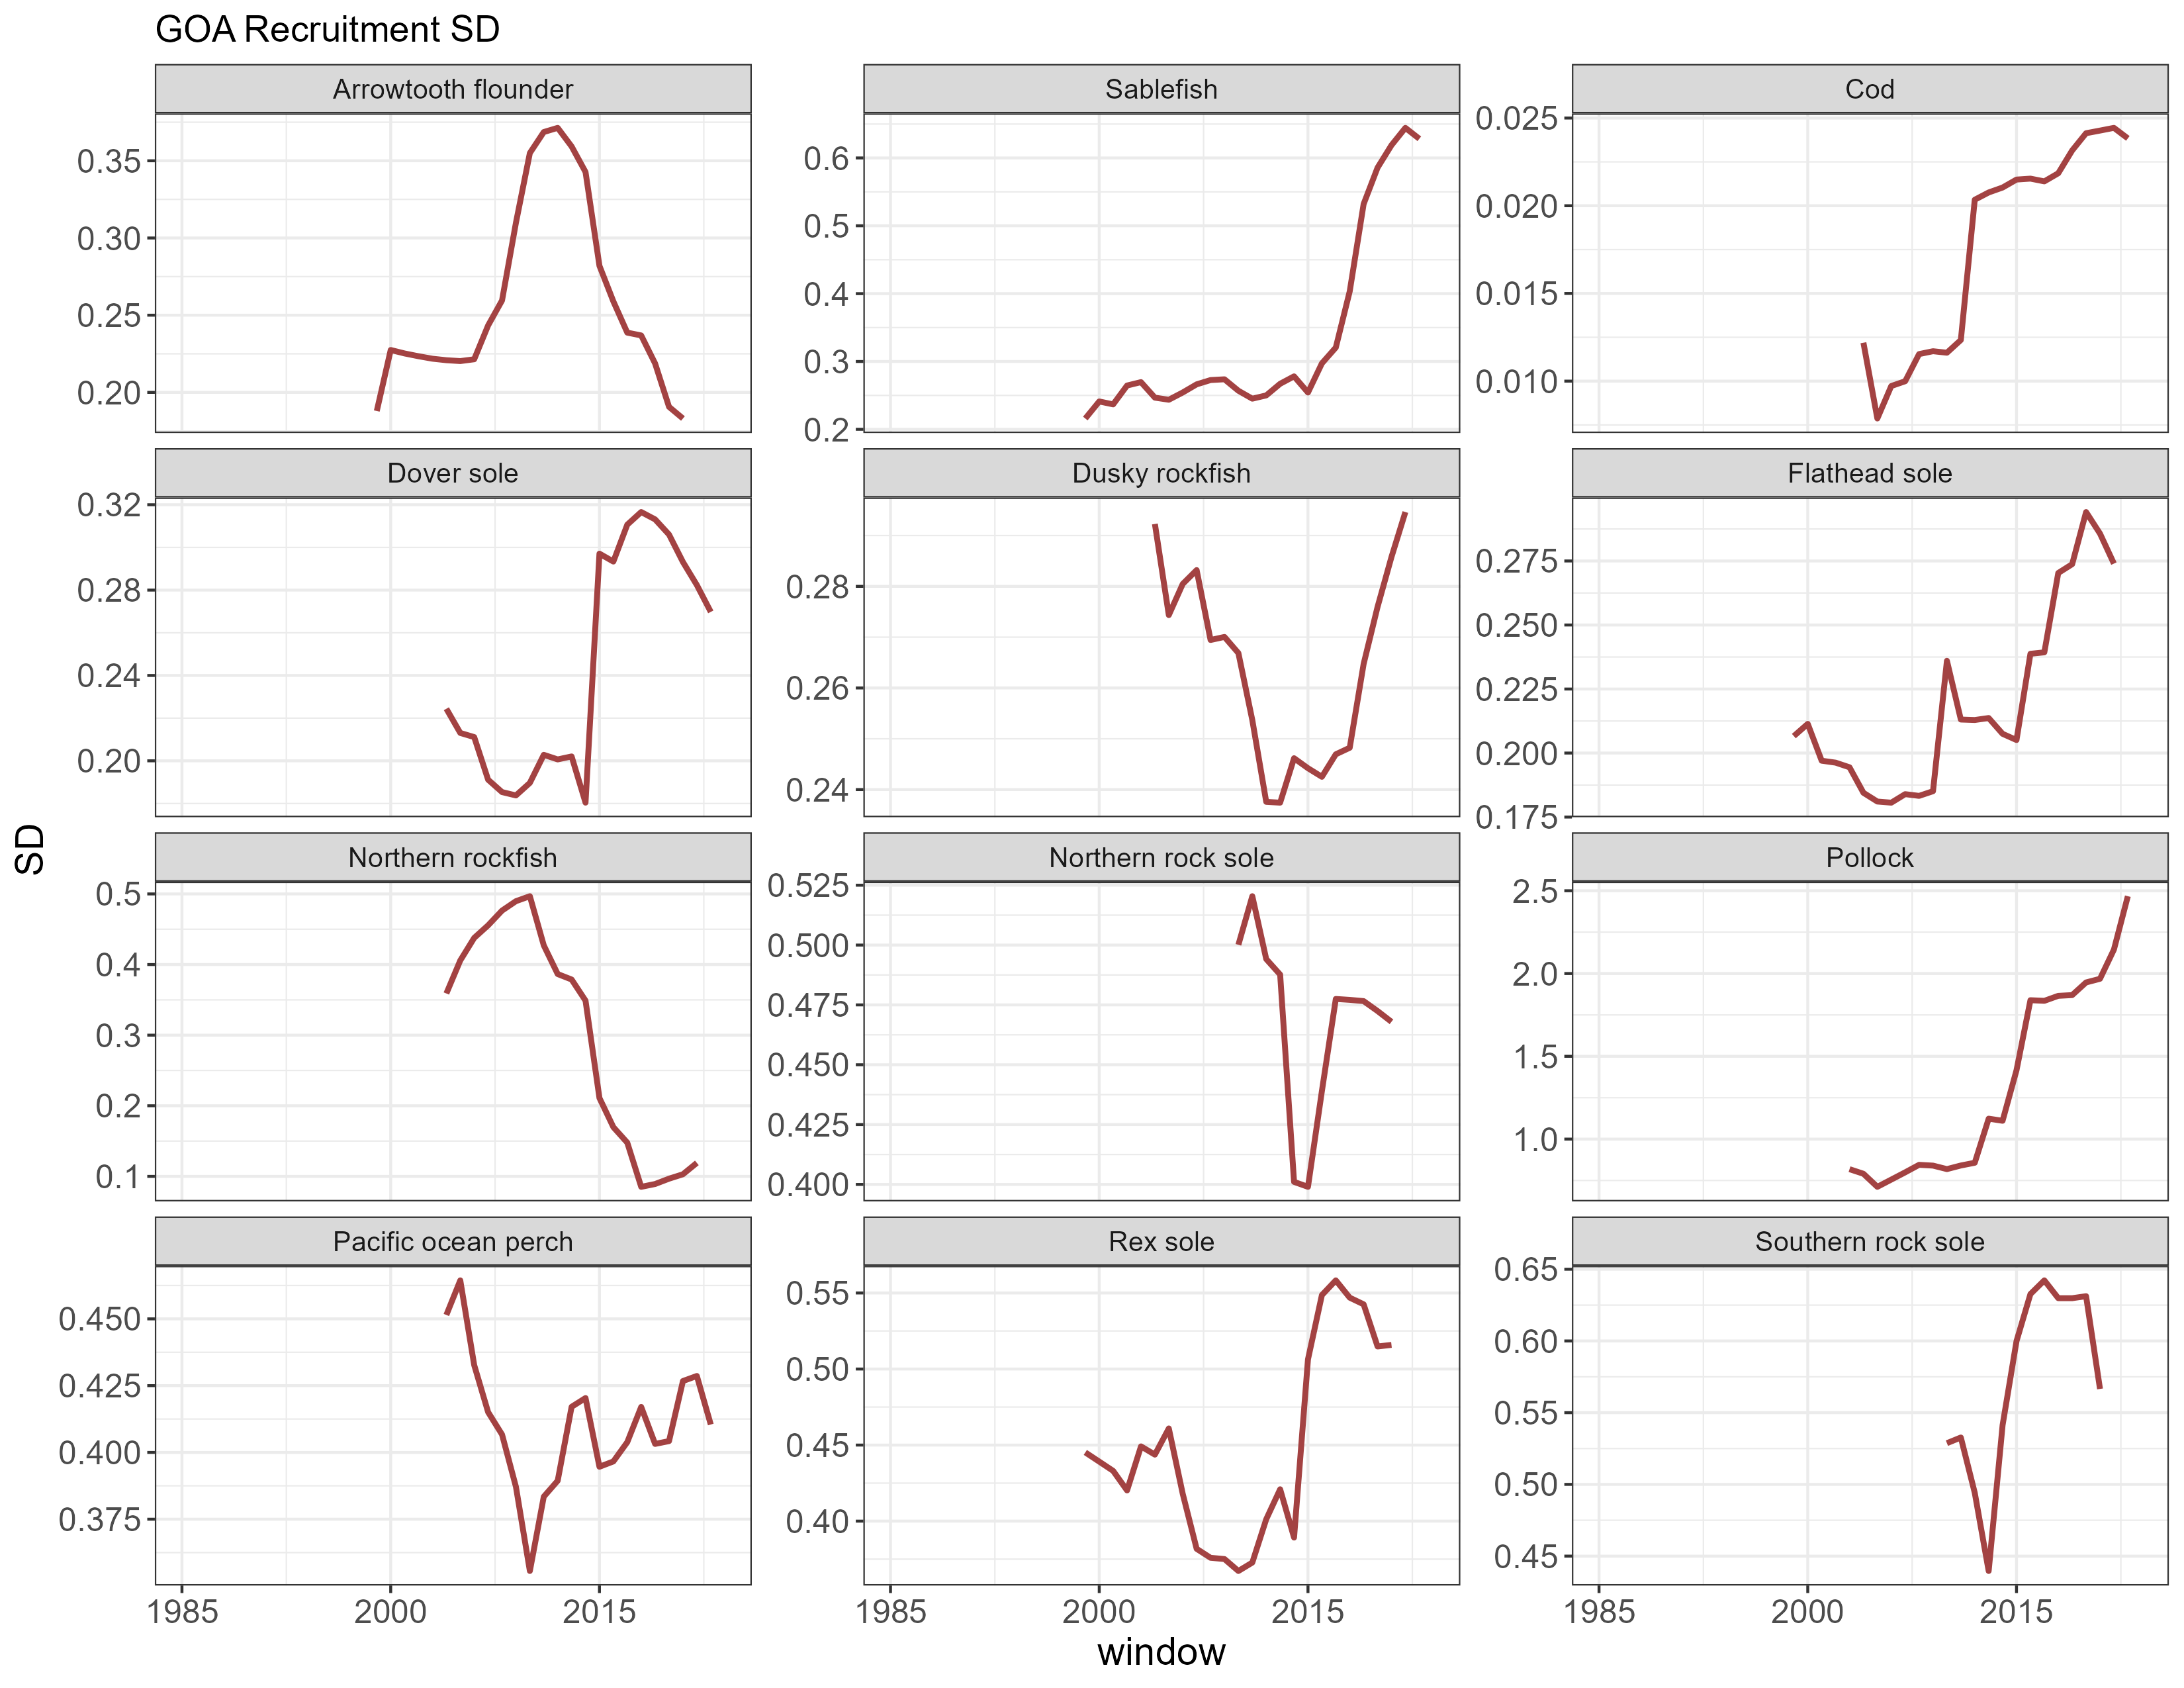 GOA Recruitment SD
Arrowtooth flounder
Sablefish
Cod
0.35
0.30
0.25
0.20
0.6
0.5
0.4
0.3
0.2
0.025
0.020
0.015
0.010
Dover sole
Dusky rockfish
Flathead sole
0.32
0.28
0.24
0.20
0.28
0.26
0.24
0.275
0.250
0.225
0.200
0.175
SD
Northern rockfish
Northern rock sole
Pollock
0.5
0.4
0.3
0.2
0.1
0.525
0.500
0.475
0.450
0.425
0.400
2.5
2.0
1.5
1.0
Pacific ocean perch
Rex sole
Southern rock sole
0.450
0.425
0.400
0.375
0.55
0.50
0.45
0.40
0.65
0.60
0.55
0.50
0.45
1985 2000 2015
1985 2000 2015
1985 2000 2015
window